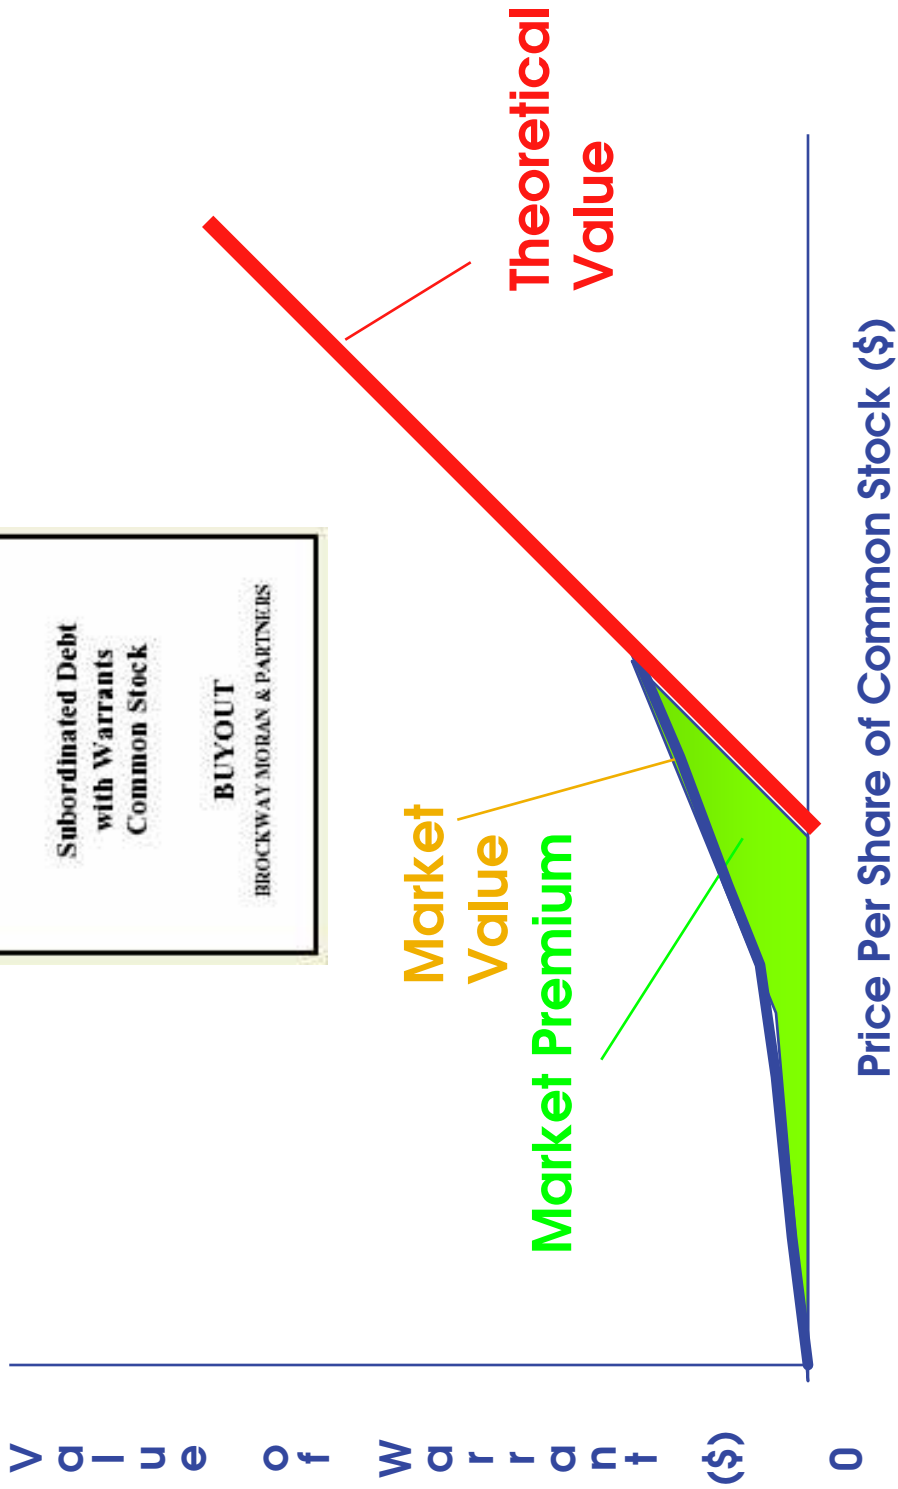 Subordinated Debt
with Warrants
Common Stock
BUYOUT
BROCKWAY MORAN & PARTNERS
Value of Warrant ($)
Market
Value
Market Premium
Theoretical
Value
0
Price Per Share of Common Stock ($)